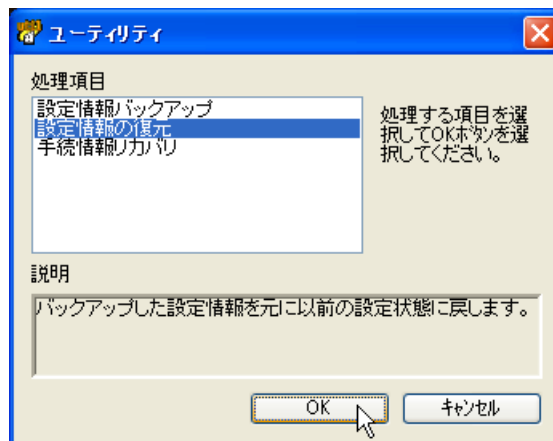 ユーティリティ
処理項目
設定情報バックアップ
設定情報の復元
手続情報リカバリ
処理する項目を選
択してOKボタンを選
択してください。
説明
バックアップした設定情報を元に以前の設定状態に戻します。
OK
キャンセル